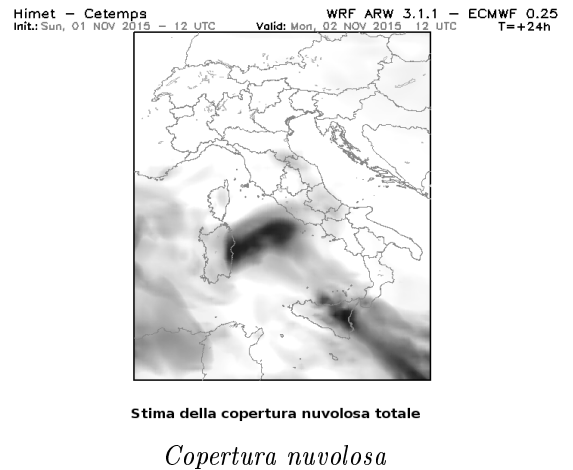 Himet – Cetemps WRF ARW 3.1.1 – ECMWF 0.25
Init.: Sun, 01 NOV 2015 – 12 UTC Valid: Mon, 02 NOV 2015 12 UTC T=+24h
Stima della copertura nuvolosa totale
Copertura nuvolosa